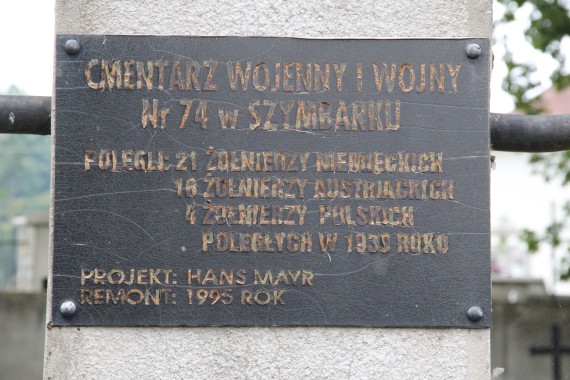 CMENTARZ WOJENNY I WOJNY
Nr 74 w SZYMBARKU
POLEGLI: 21 ŻOŁNIERZY NIEMIECKICH
16 ŻOŁNIERZY AUSTRIACKICH
4 ŻOŁNIERZY POLSKICH
POLEGŁYCH W 1939 ROKU
PROJEKT: HANS MAYR
REMONT: 1995 ROK